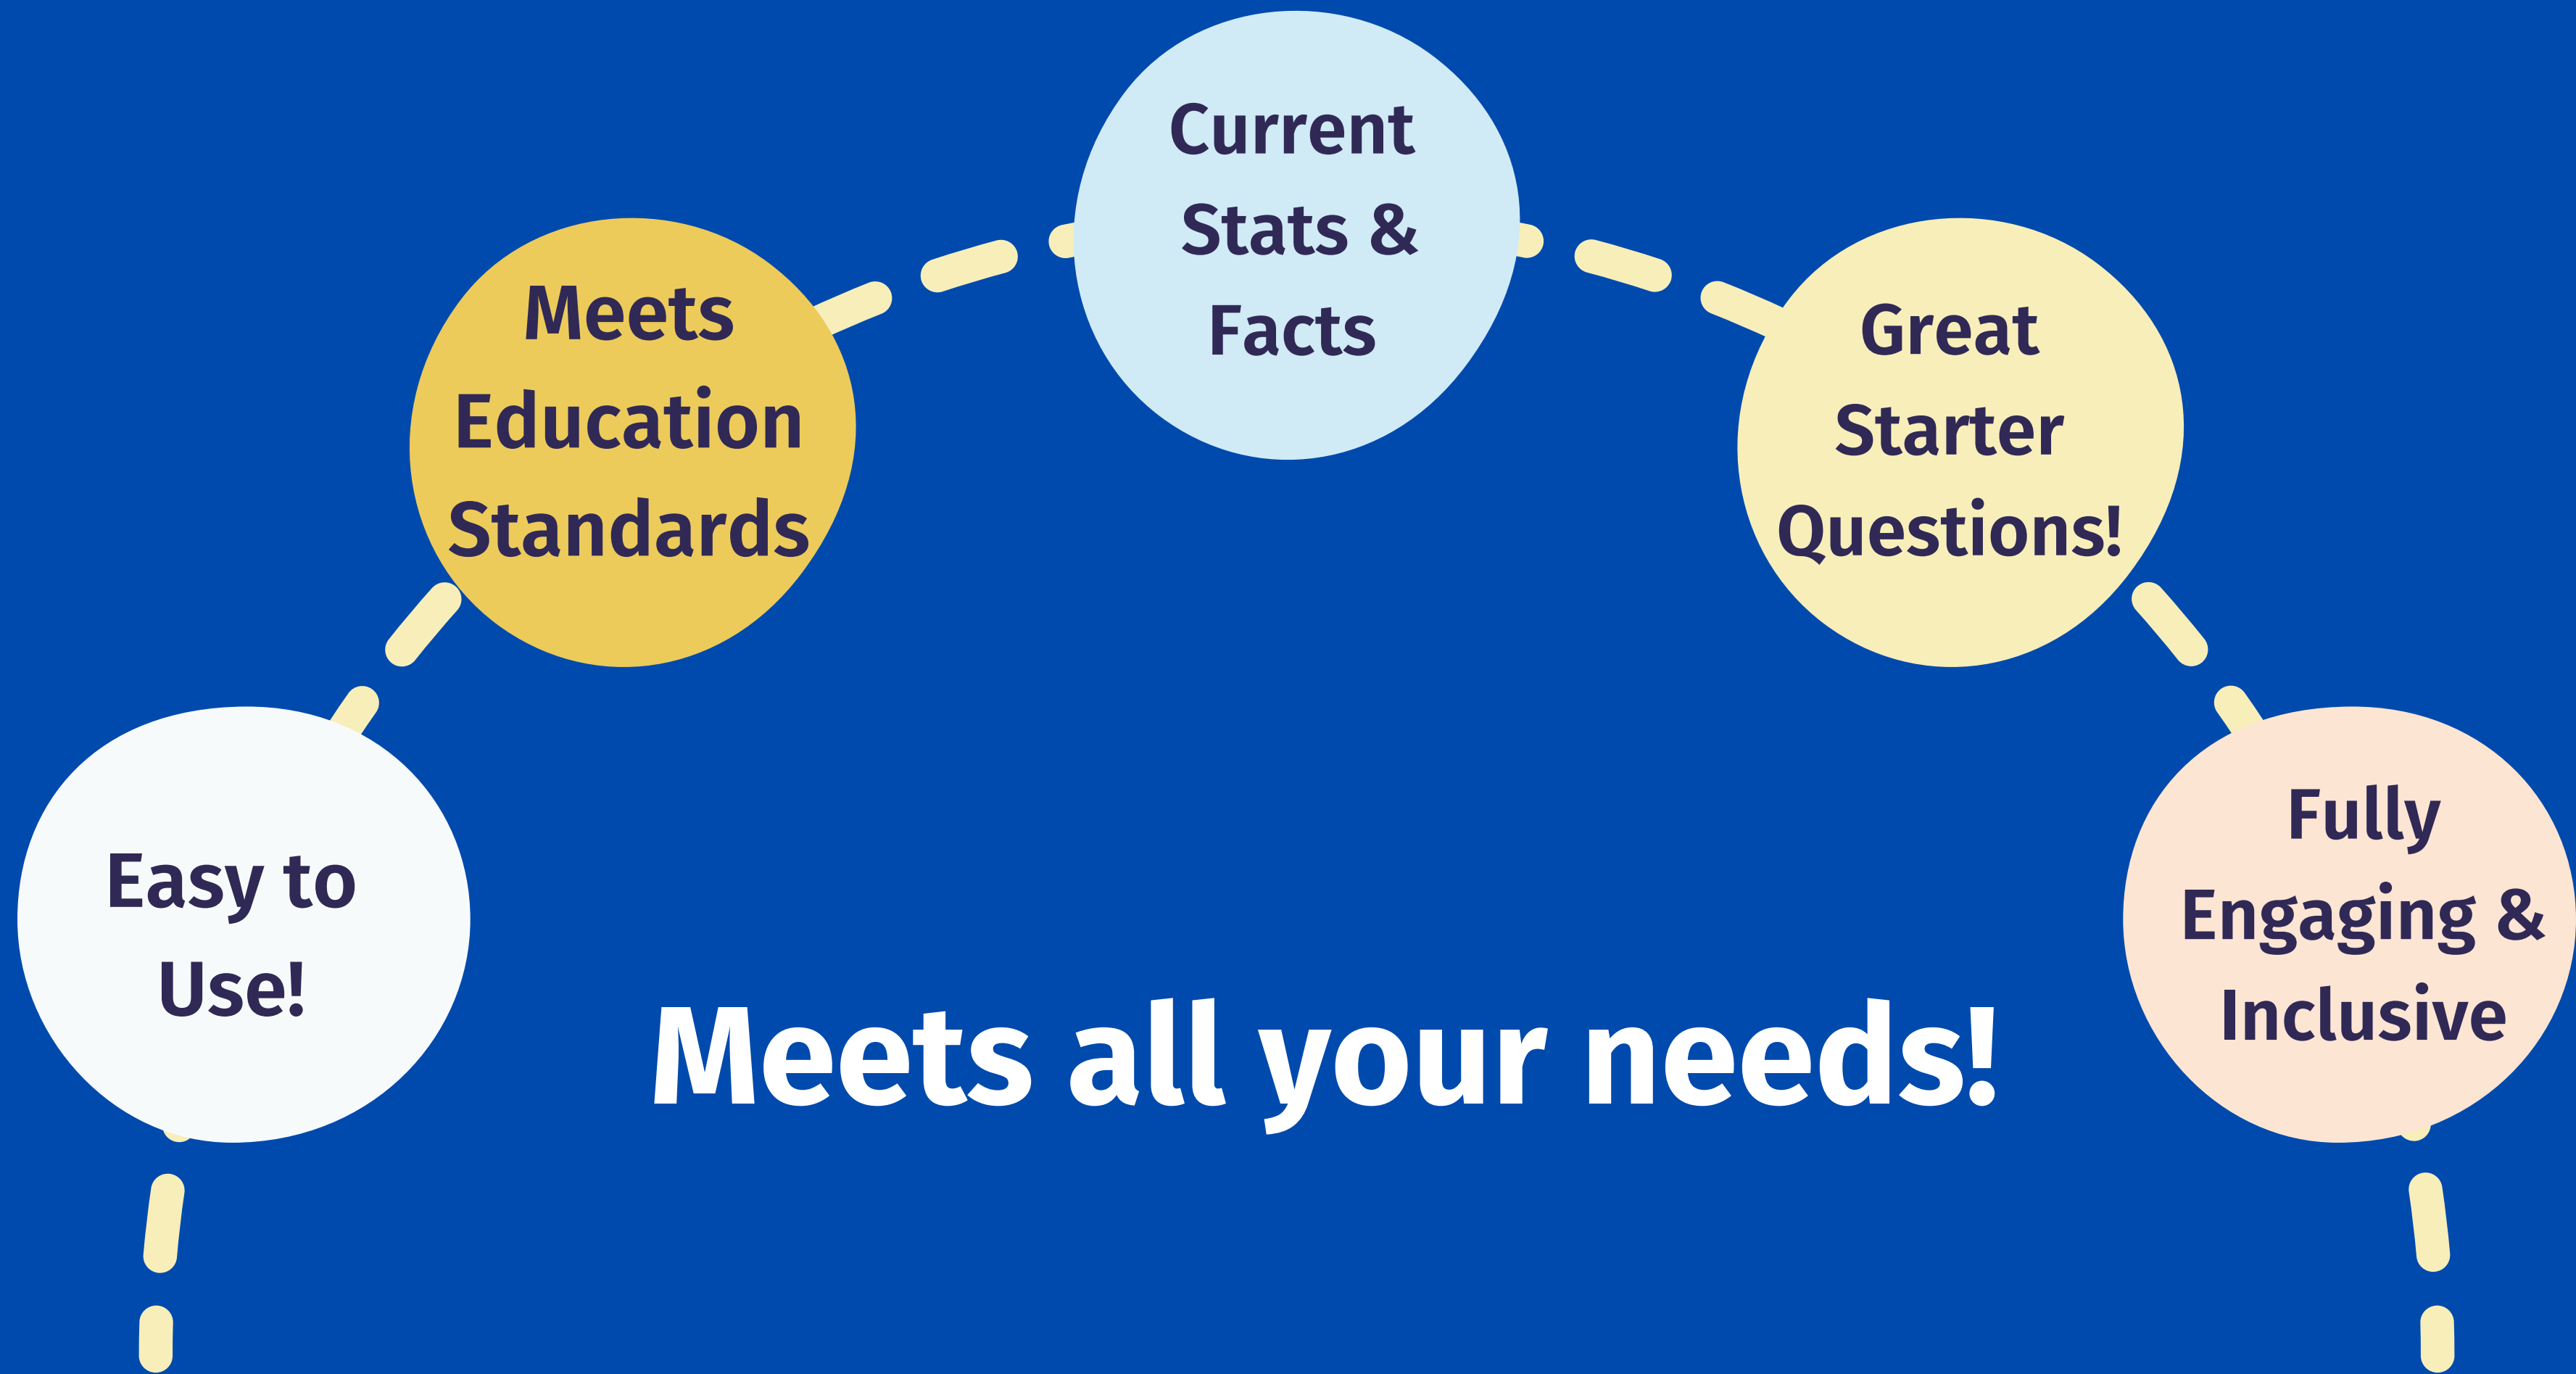 Easy to
Use!
Meets
Education
Standards
Current
Stats &
Facts
Great
Starter
Questions!
Fully
Engaging &
Inclusive
Meets all your needs!